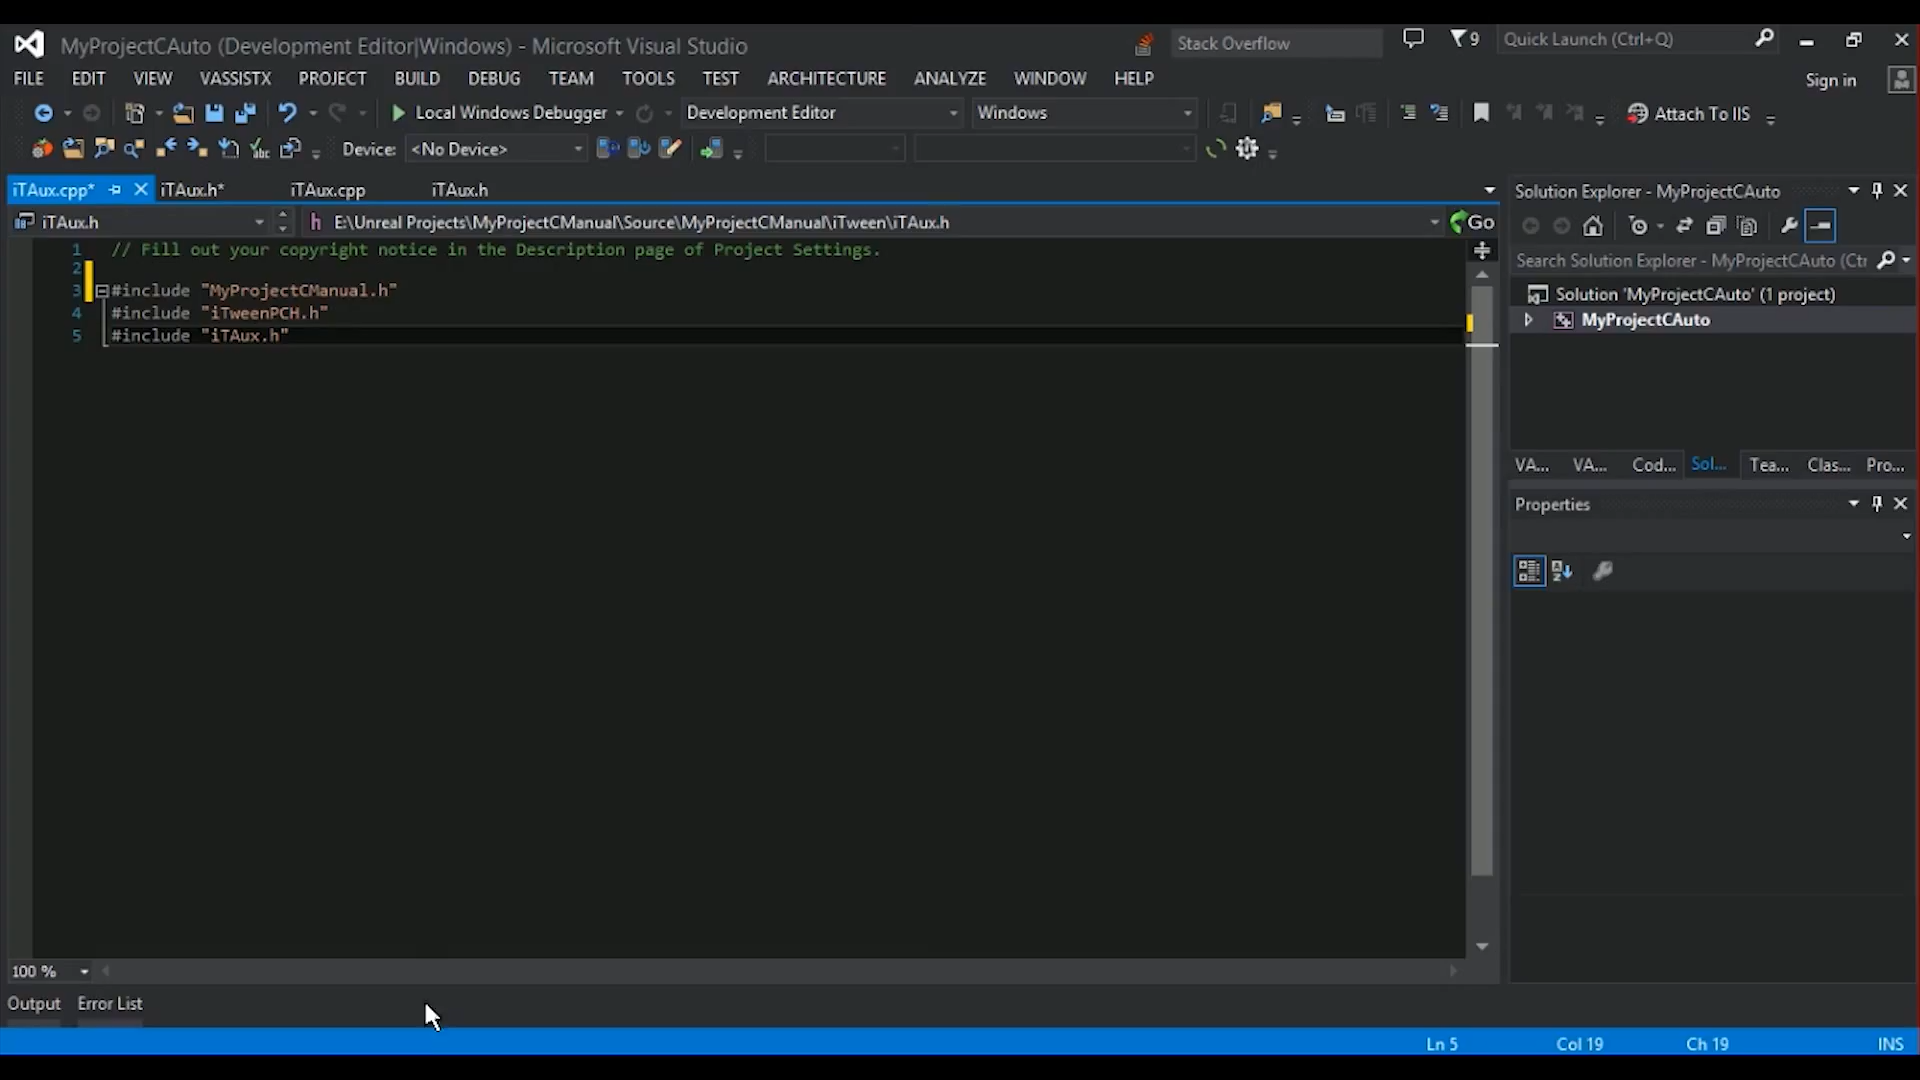 MyProjectCAuto (Development Editor|Windows) - Microsoft Visual Studio
Stack Overflow
9
Quick Launch (Ctrl+Q)
FILE EDIT VIEW VASSISTX PROJECT BUILD DEBUG TEAM TOOLS TEST ARCHITECTURE ANALYZE WINDOW HELP
Sign in
Local Windows Debugger Development Editor Windows Attach To IIS
Device: <No Device>
iTAux.cpp* iTAux.h* iTAux.cpp iTAux.h
iTAux.h E:\Unreal Projects\MyProjectCManual\Source\MyProjectCManual\iTween\iTAux.h Go
1 // Fill out your copyright notice in the Description page of Project Settings.
2
3 #include "MyProjectCManual.h"
4 #include "iTweenPCH.h"
5 #include "iTAux.h"
Solution Explorer - MyProjectCAuto
Search Solution Explorer - MyProjectCAuto (Ctr
Solution 'MyProjectCAuto' (1 project)
MyProjectCAuto
VA... VA... Cod... Sol... Tea... Clas... Pro...
Properties
100 %
Output Error List
Ln 5 Col 19 Ch 19 INS